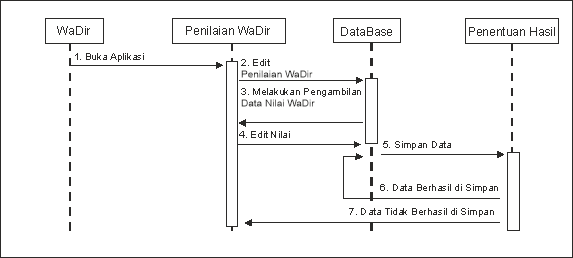 WaDir
Penilaian WaDir
DataBase
Penentuan Hasil
1. Buka Aplikasi
2. Edit
Penilaian WaDir
3. Melakukan Pengambilan
Data Nilai WaDir
4. Edit Nilai
5. Simpan Data
6. Data Berhasil di Simpan
7. Data Tidak Berhasil di Simpan